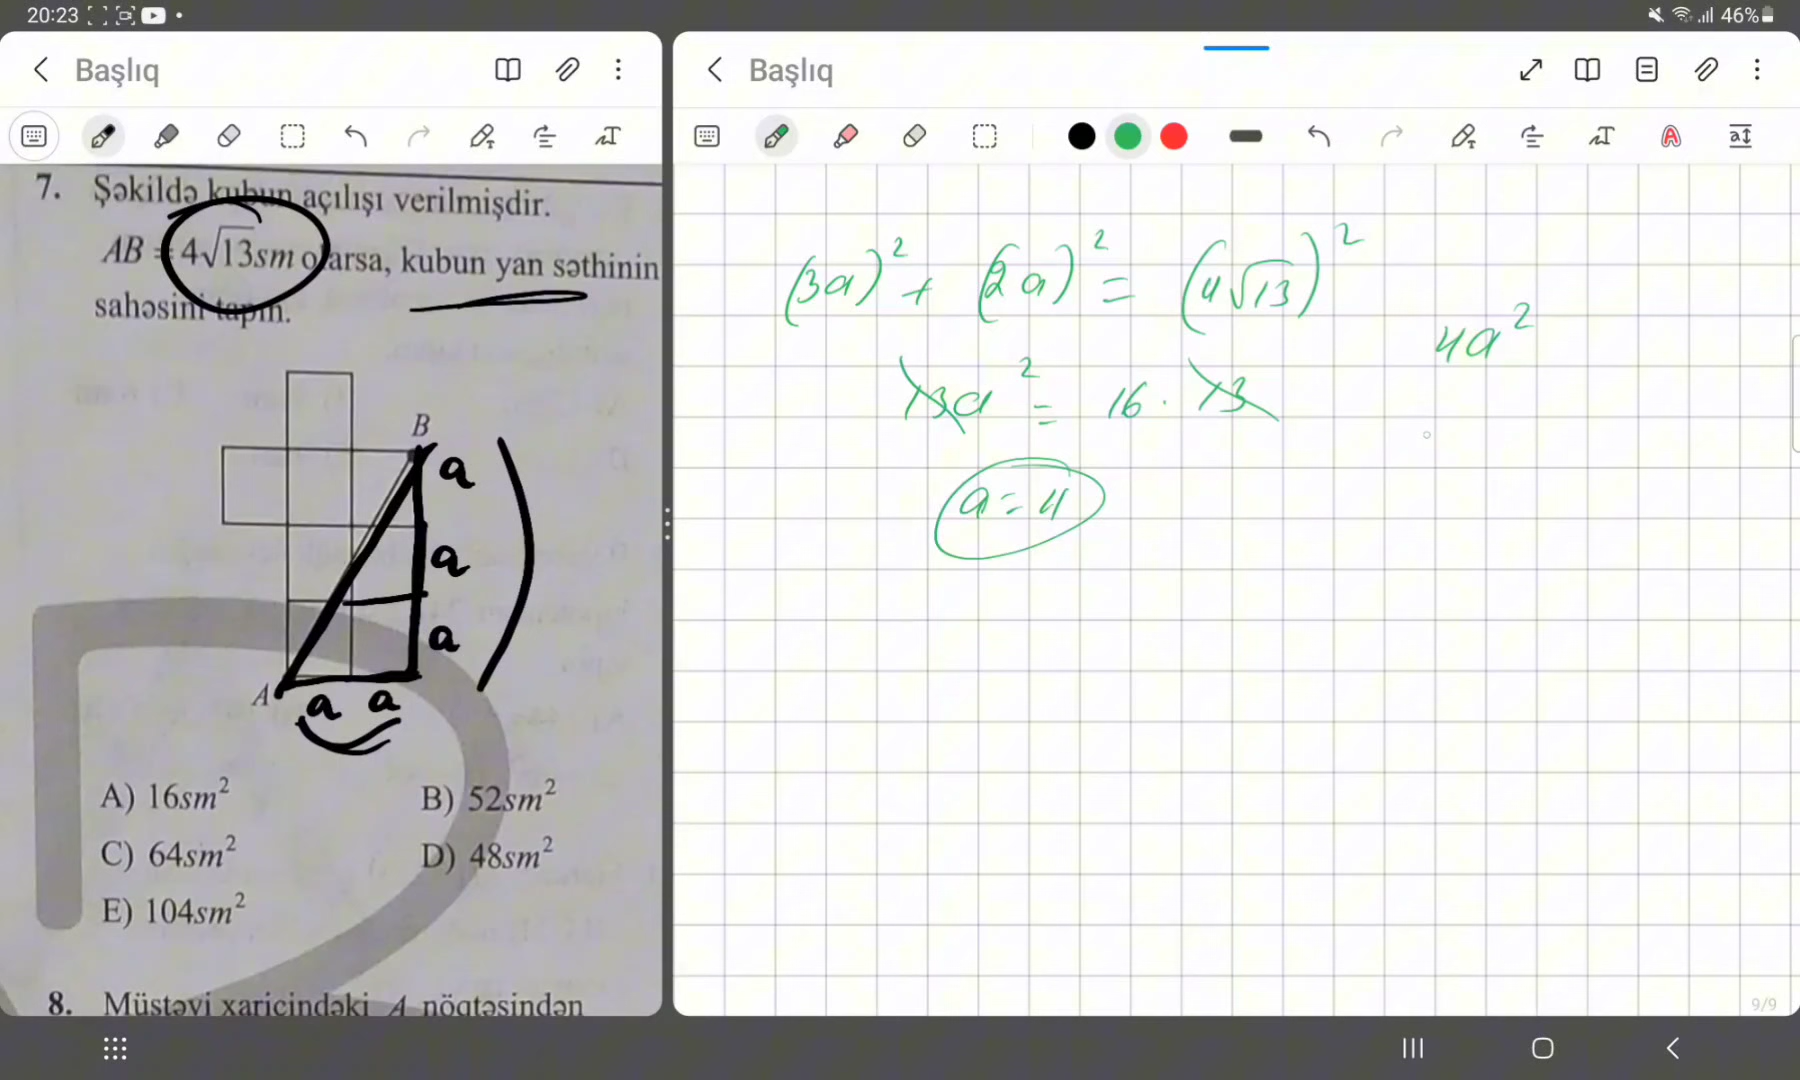 20:23
46%
Başlıq
7. Şəkildə kubun açılışı verilmişdir.
AB = 4√13sm olarsa, kubun yan səthinin
sahəsini tapın.
B
a
a
a
A
a a
A) 16sm²
B) 52sm²
C) 64sm²
D) 48sm²
E) 104sm²
8. Müstəvi xaricindəki A nöqtəsindən
Başlıq
(3a)² + (2a)² = (4√13)²
4a²
13a² = 16 · 13
a = 4
9/9